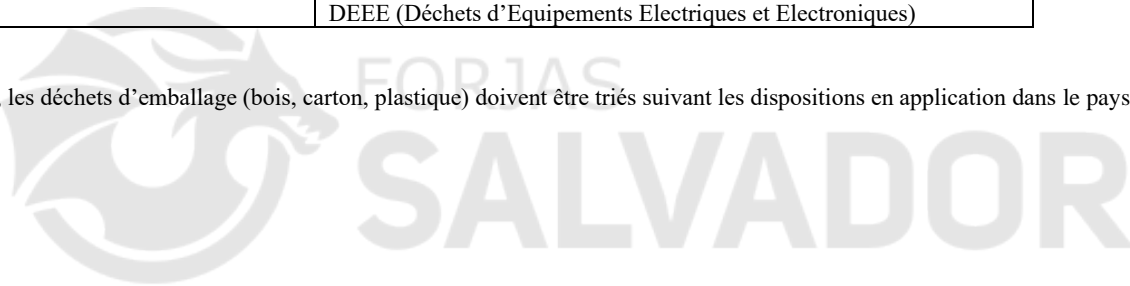 DEEE (Déchets d’Equipements Electriques et Electroniques)
FORJAS
, les déchets d’emballage (bois, carton, plastique) doivent être triés suivant les dispositions en application dans le pays
SALVADOR